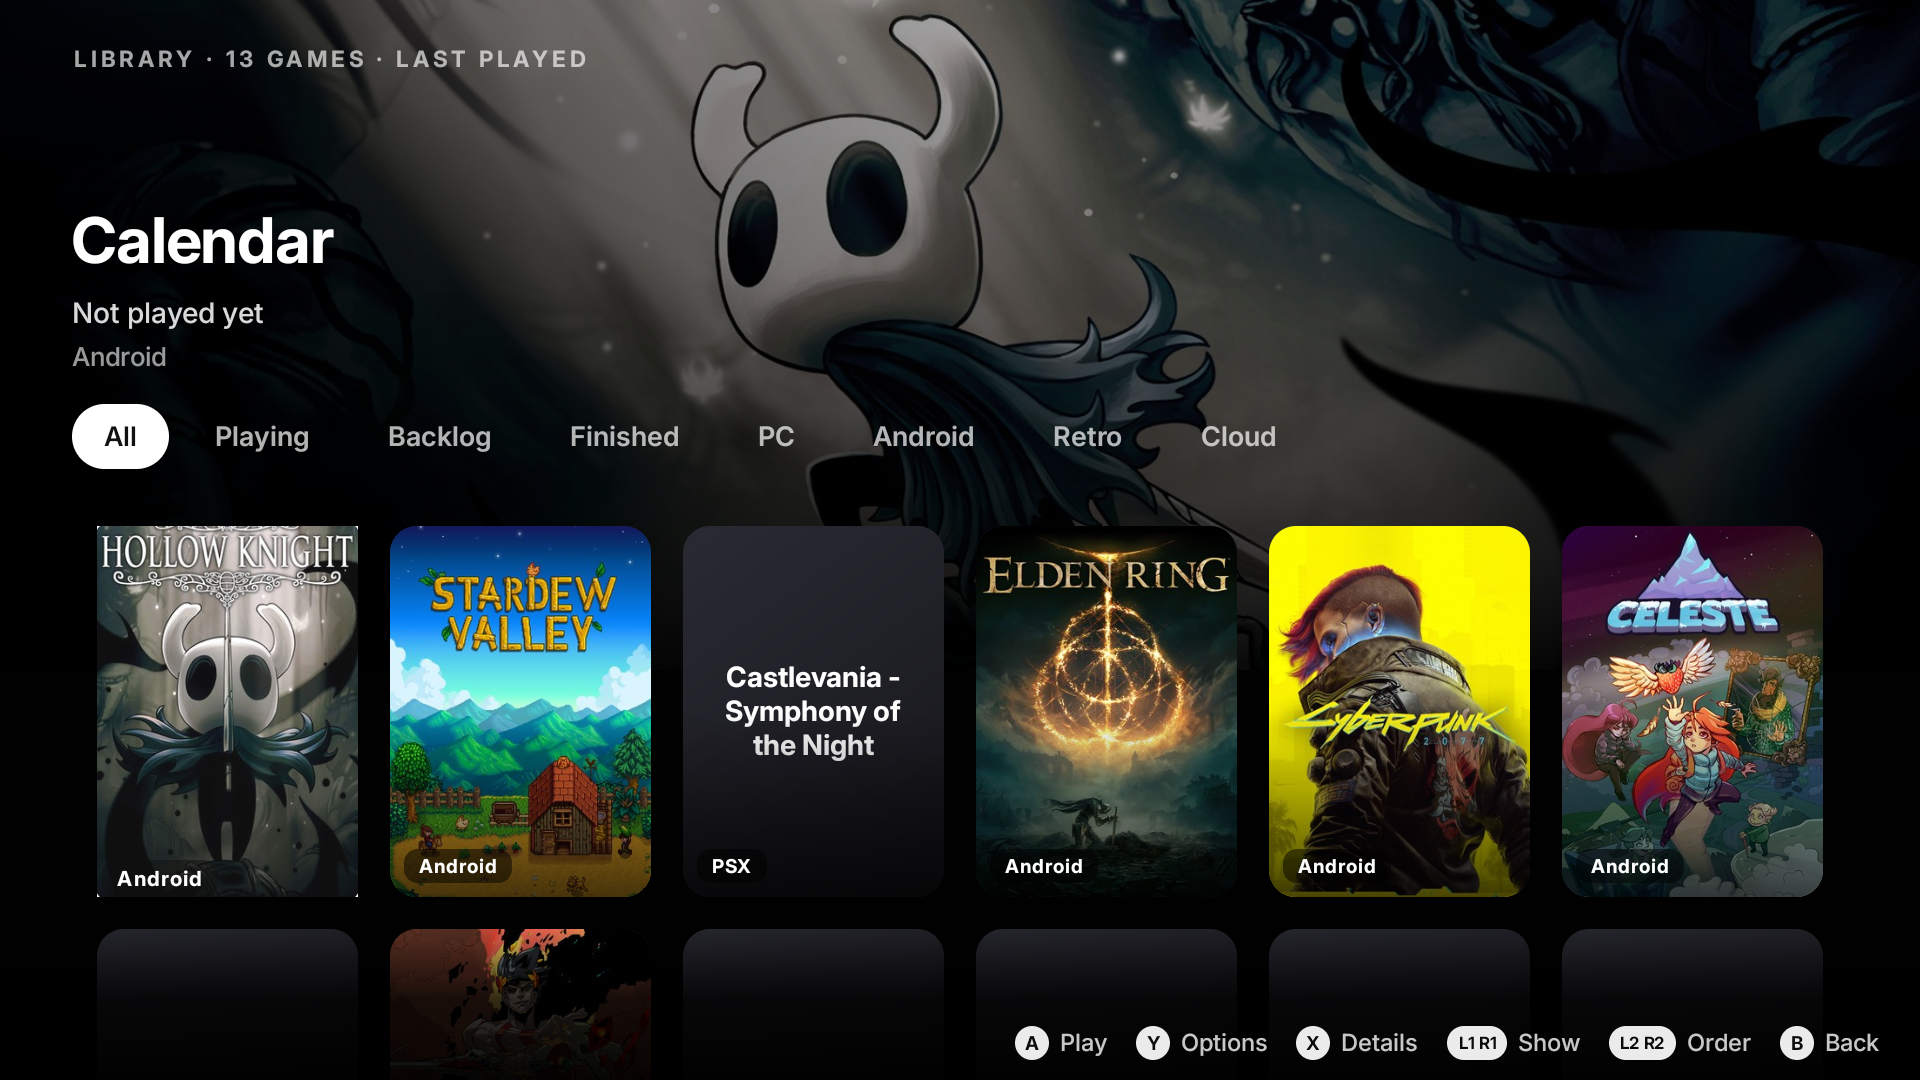 LIBRARY · 13 GAMES · LAST PLAYED
Calendar
Not played yet
Android
All
Playing
Backlog
Finished
PC
Android
Retro
Cloud
HOLLOW KNIGHT
Android
STARDEW
VALLEY
Android
Castlevania -
Symphony of
the Night
PSX
ELDEN RING
Android
Cyberpunk
2077
Android
CELESTE
Android
A Play
Y Options
X Details
L1 R1 Show
L2 R2 Order
B Back